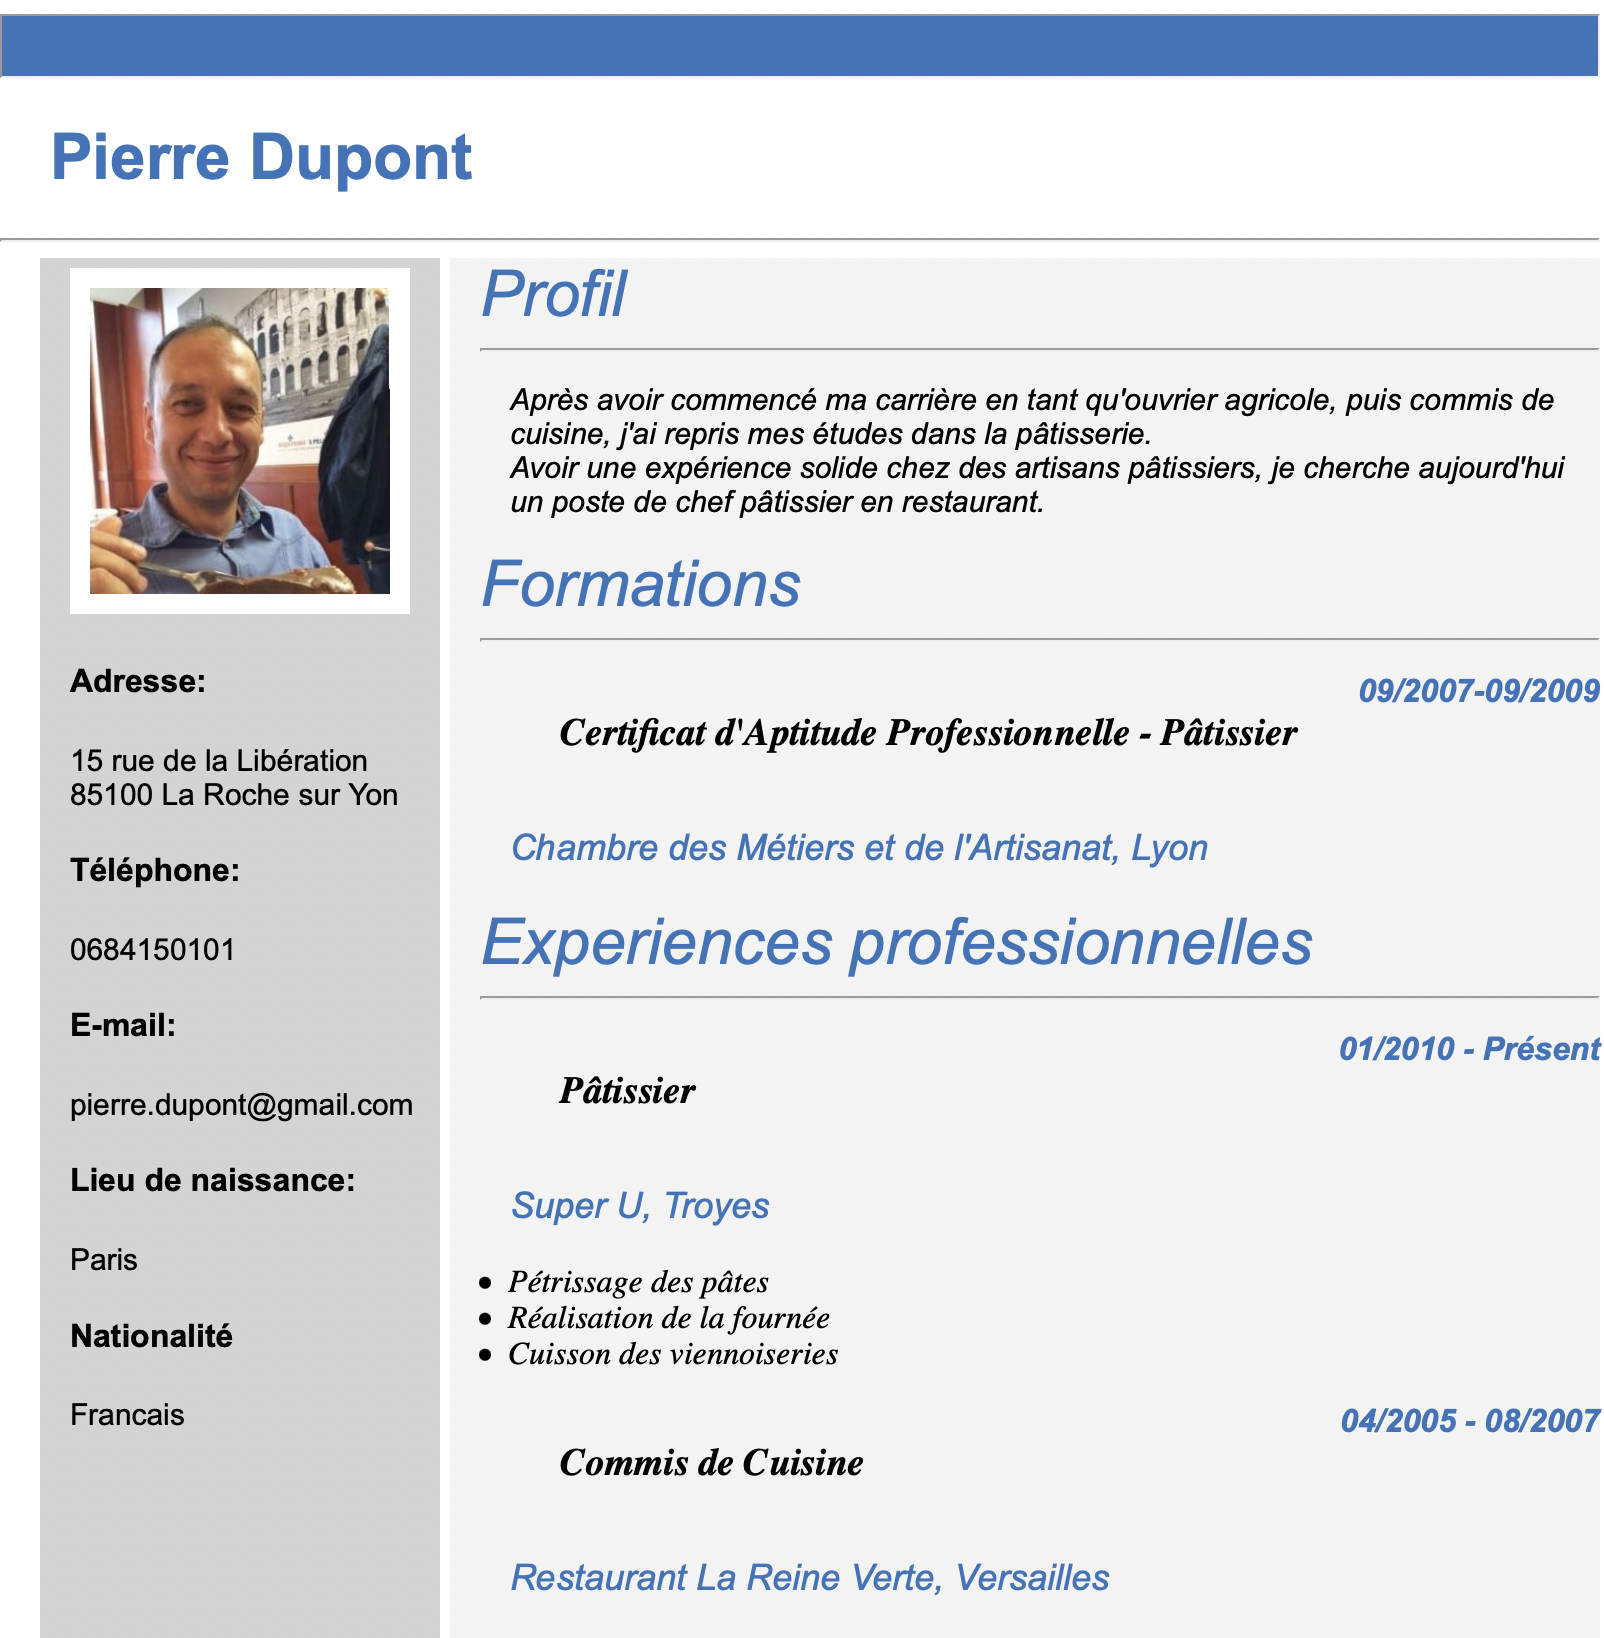 Pierre Dupont
Adresse:
15 rue de la Libération
85100 La Roche sur Yon
Téléphone:
0684150101
E-mail:
pierre.dupont@gmail.com
Lieu de naissance:
Paris
Nationalité
Francais
Profil
Après avoir commencé ma carrière en tant qu'ouvrier agricole, puis commis de
cuisine, j'ai repris mes études dans la pâtisserie.
Avoir une expérience solide chez des artisans pâtissiers, je cherche aujourd'hui
un poste de chef pâtissier en restaurant.
Formations
09/2007-09/2009
Certificat d'Aptitude Professionnelle - Pâtissier
Chambre des Métiers et de l'Artisanat, Lyon
Experiences professionnelles
01/2010 - Présent
Pâtissier
Super U, Troyes
• Pétrissage des pâtes
• Réalisation de la fournée
• Cuisson des viennoiseries
04/2005 - 08/2007
Commis de Cuisine
Restaurant La Reine Verte, Versailles